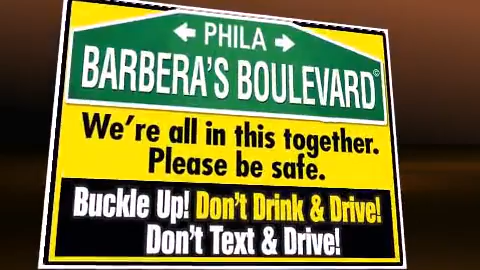 ← PHILA →
BARBERA'S BOULEVARD©
We're all in this together.
Please be safe.
Buckle Up! Don't Drink & Drive!
Don't Text & Drive!